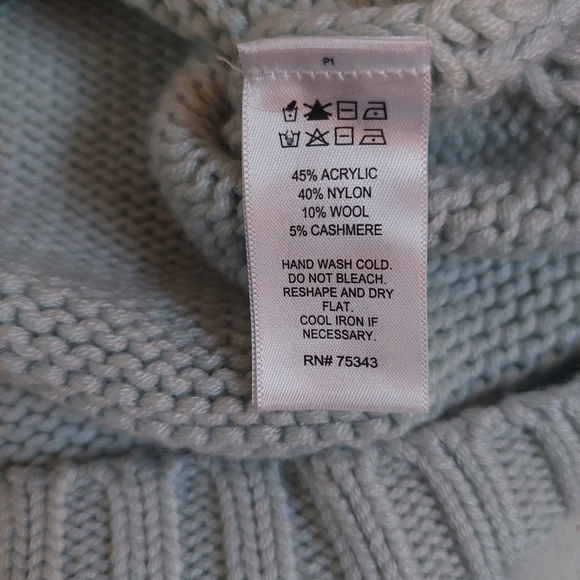 P1
45% ACRYLIC
40% NYLON
10% WOOL
5% CASHMERE
HAND WASH COLD.
DO NOT BLEACH.
RESHAPE AND DRY
FLAT.
COOL IRON IF
NECESSARY.
RN# 75343